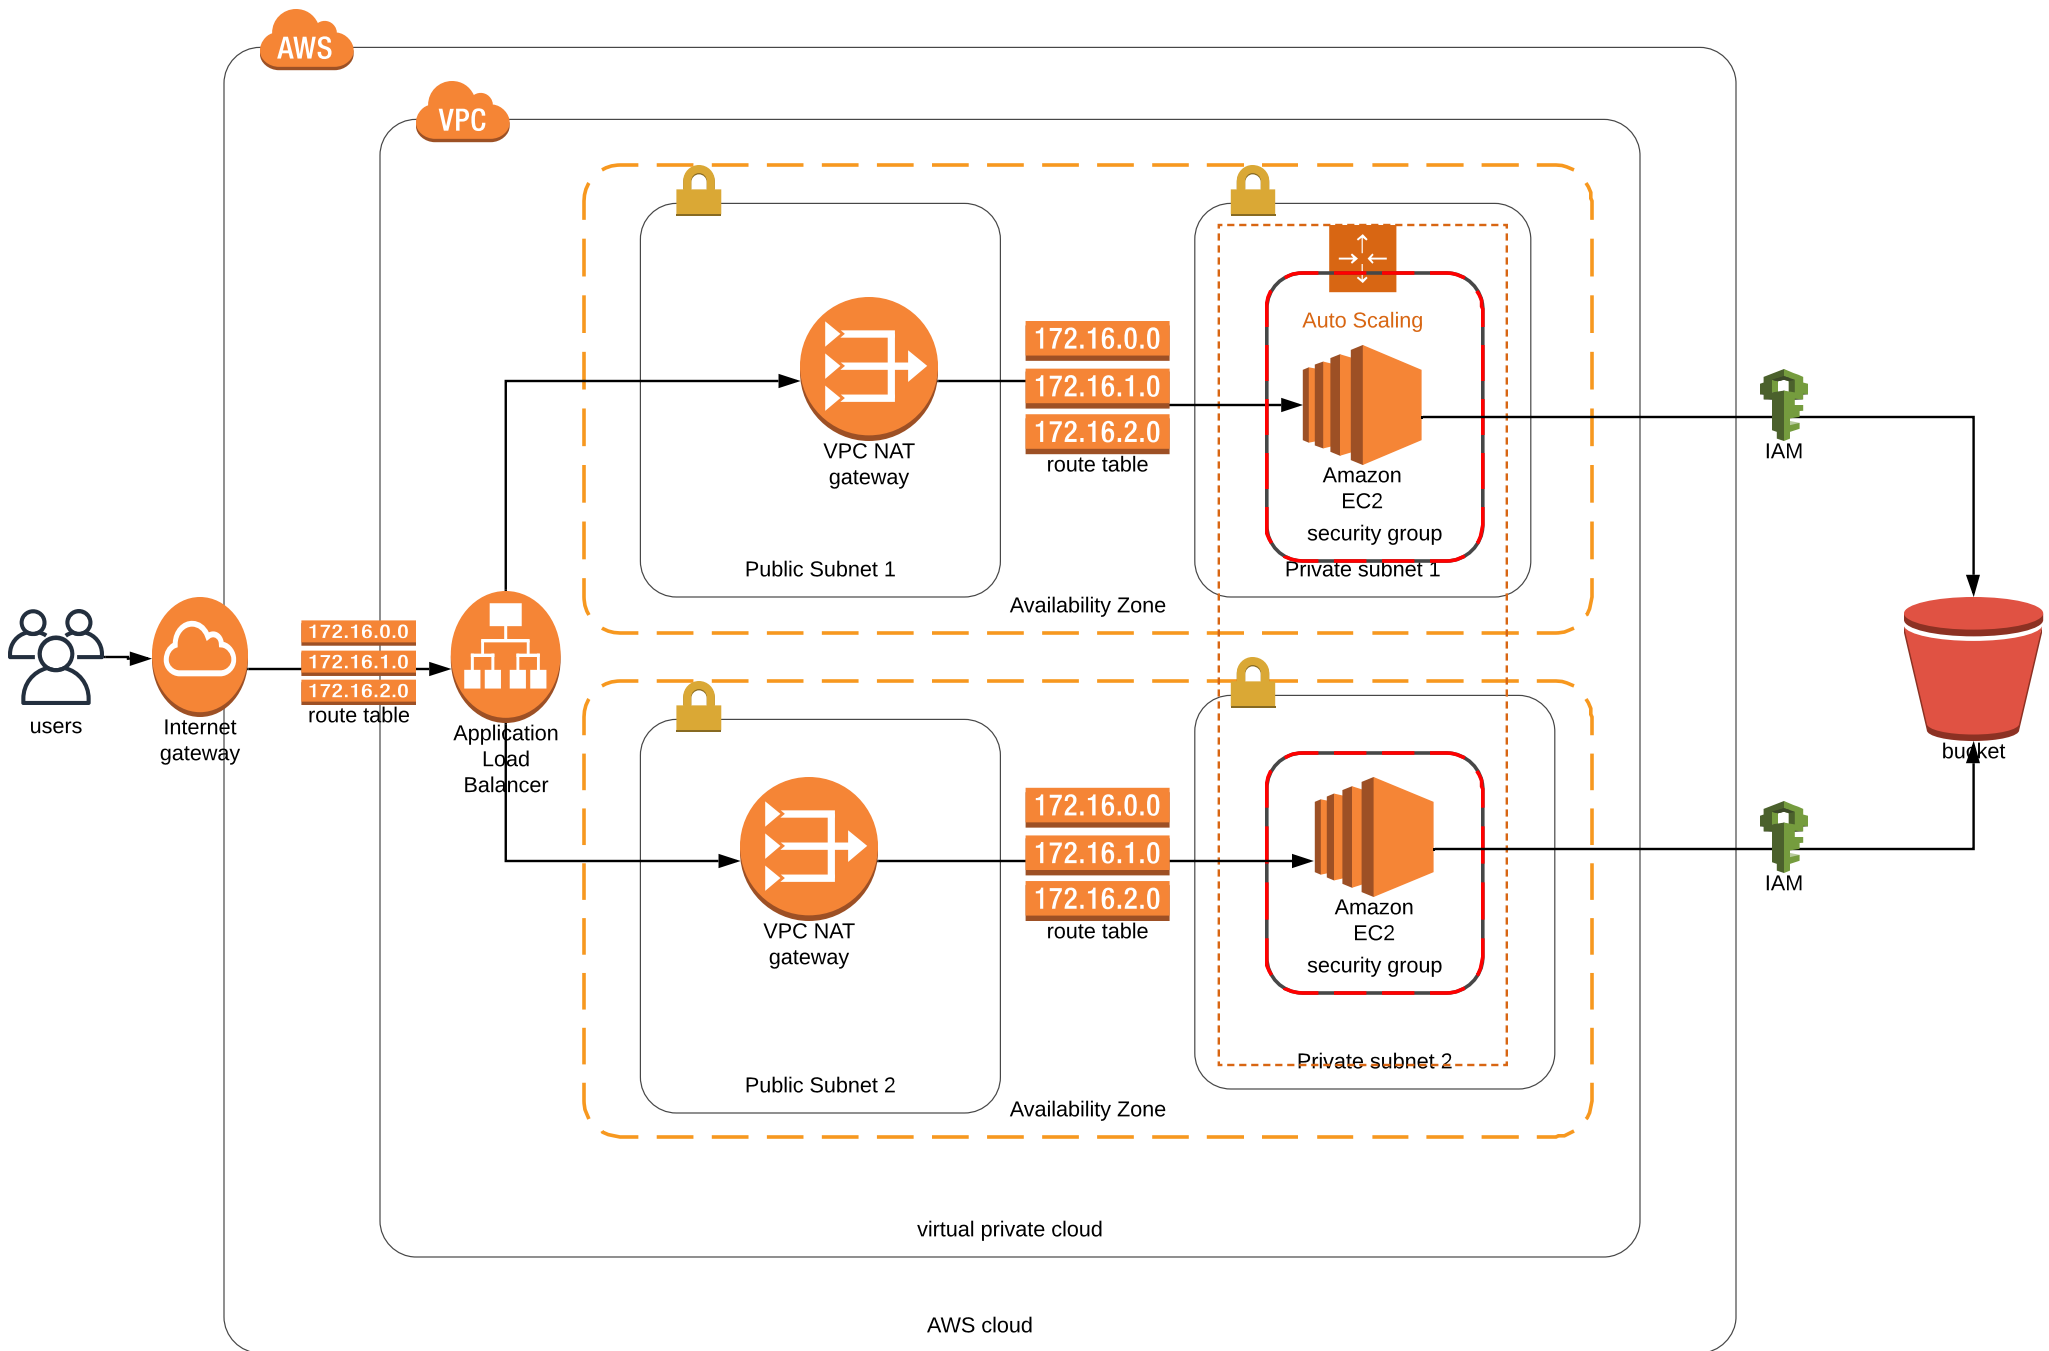 AWS
VPC
172.16.0.0
172.16.1.0
172.16.2.0
route table
Auto Scaling
VPC NAT
gateway
Amazon
EC2
security group
Public Subnet 1
Private subnet 1
Availability Zone
IAM
users
Internet
gateway
172.16.0.0
172.16.1.0
172.16.2.0
route table
Application
Load
Balancer
bucket
172.16.0.0
172.16.1.0
172.16.2.0
route table
VPC NAT
gateway
Amazon
EC2
security group
IAM
Public Subnet 2
Private subnet 2
Availability Zone
virtual private cloud
AWS cloud